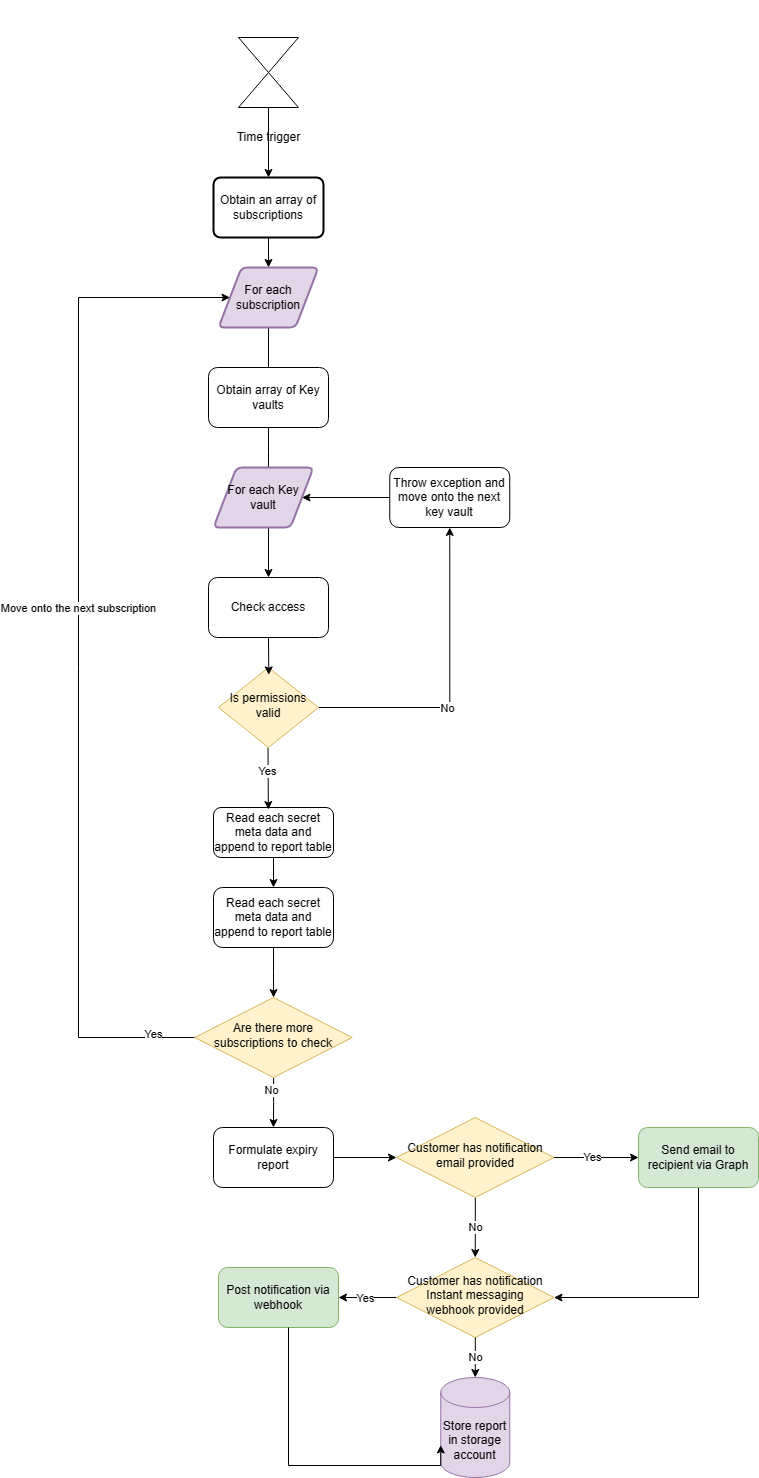 Time trigger
Obtain an array of
subscriptions
For each
subscription
Obtain array of Key
vaults
For each Key
vault
Throw exception and
move onto the next
key vault
Check access
Move onto the next subscription
Is permissions
valid
No
Yes
Read each secret
meta data and
append to report table
Read each secret
meta data and
append to report table
Are there more
subscriptions to check
Yes
No
Formulate expiry
report
Customer has notification
email provided
Yes
Send email to
recipient via Graph
No
Customer has notification
Instant messaging
webhook provided
Yes
Post notification via
webhook
No
Store report
in storage
account